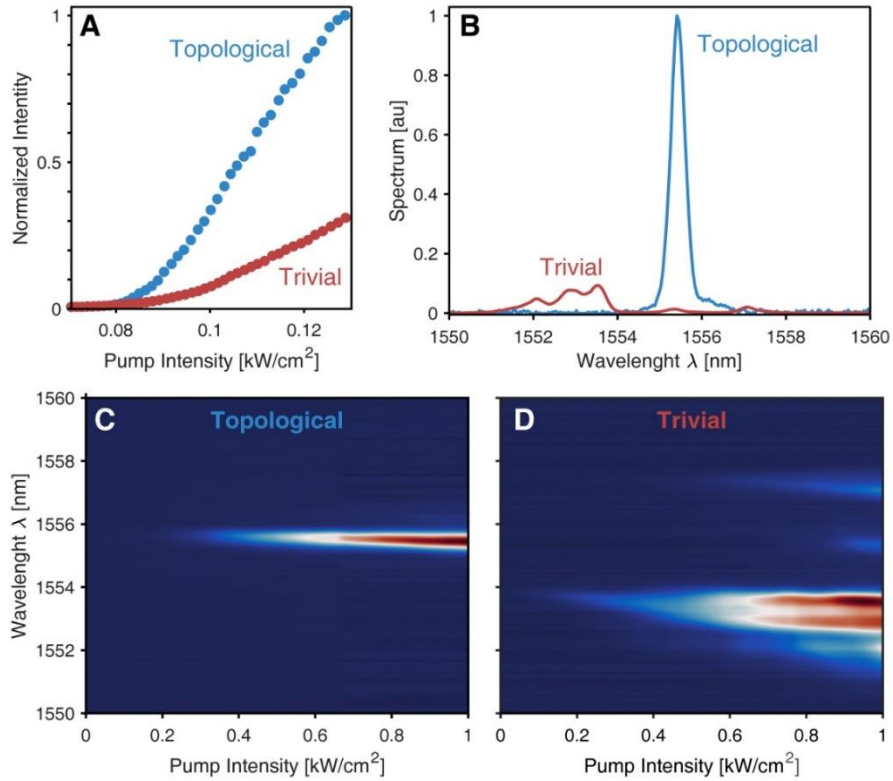 A
Topological
Trivial
Normalized Intentity
1
0.5
0
0.08
0.1
0.12
Pump Intensity [kW/cm2]
B
Topological
Trivial
Spectrum [au]
1
0.8
0.6
0.4
0.2
0
1550
1552
1554
1556
1558
1560
Wavelenght λ [nm]
C
Topological
Wavelenght λ [nm]
1560
1558
1556
1554
1552
1550
0
0.2
0.4
0.6
0.8
1
Pump Intensity [kW/cm2]
D
Trivial
0
0.2
0.4
0.6
0.8
1
Pump Intensity [kW/cm2]